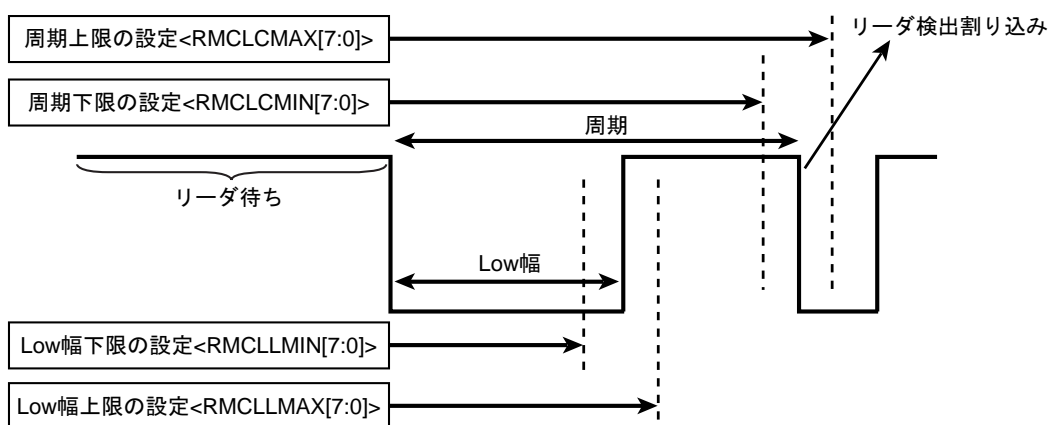 周期上限の設定<RMCLCMAX[7:0]>
リーダ検出割り込み
周期下限の設定<RMCLCMIN[7:0]>
周期
リーダ待ち
Low幅
Low幅下限の設定<RMCLLMIN[7:0]>
Low幅上限の設定<RMCLLMAX[7:0]>